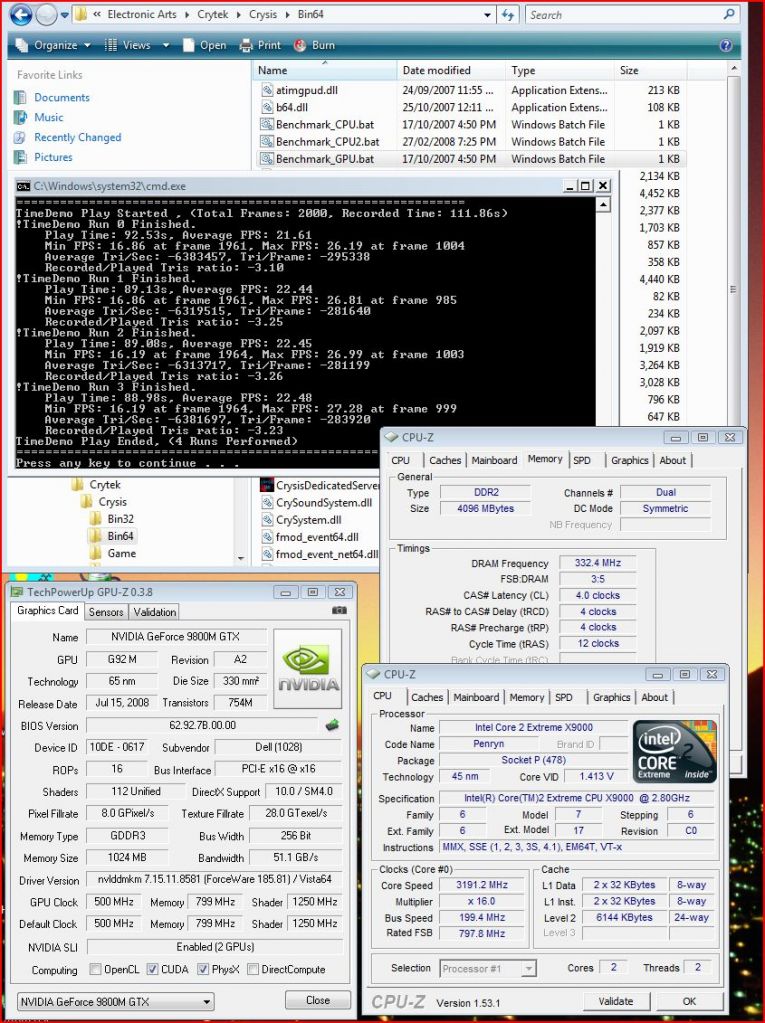 « Electronic Arts Crytek Crysis Bin64 Search
Organize Views Open Print Burn
Favorite Links
Documents
Music
Recently Changed
Pictures
Name Date modified Type Size
atimgpud.dll 24/09/2007 11:55 ... Application Extens... 213 KB
b64.dll 25/10/2007 12:11 ... Application Extens... 108 KB
Benchmark_CPU.bat 17/10/2007 4:50 PM Windows Batch File 1 KB
Benchmark_CPU2.bat 27/02/2008 7:25 PM Windows Batch File 1 KB
Benchmark_GPU.bat 17/10/2007 4:50 PM Windows Batch File 1 KB
2,134 KB
4,452 KB
2,377 KB
1,703 KB
857 KB
358 KB
4,440 KB
82 KB
234 KB
2,097 KB
1,919 KB
3,264 KB
3,028 KB
796 KB
647 KB
C:\Windows\system32\cmd.exe
TimeDemo Play Started , (Total Frames: 2000, Recorded Time: 111.86s)
!TimeDemo Run 0 Finished.
Play Time: 92.53s, Average FPS: 21.61
Min FPS: 16.86 at frame 1961, Max FPS: 26.19 at frame 1004
Average Tri/Sec: -6383457, Tri/Frame: -295338
Recorded/Played Tris ratio: -3.10
!TimeDemo Run 1 Finished.
Play Time: 89.13s, Average FPS: 22.44
Min FPS: 16.86 at frame 1961, Max FPS: 26.81 at frame 985
Average Tri/Sec: -6319515, Tri/Frame: -281640
Recorded/Played Tris ratio: -3.25
!TimeDemo Run 2 Finished.
Play Time: 89.08s, Average FPS: 22.45
Min FPS: 16.19 at frame 1964, Max FPS: 26.99 at frame 1003
Average Tri/Sec: -6313717, Tri/Frame: -281199
Recorded/Played Tris ratio: -3.26
!TimeDemo Run 3 Finished.
Play Time: 88.98s, Average FPS: 22.48
Min FPS: 16.19 at frame 1964, Max FPS: 27.28 at frame 999
Average Tri/Sec: -6381697, Tri/Frame: -283920
Recorded/Played Tris ratio: -3.23
TimeDemo Play Ended, (4 Runs Performed)
Press any key to continue . . .
Crytek
Crysis
Bin32
Bin64
Game
CrysisDedicatedServer
CrySoundSystem.dll
CrySystem.dll
fmod_event64.dll
fmod_event_net64.dll
CPU-Z
CPU Caches Mainboard Memory SPD Graphics About
General
Type DDR2 Channels # Dual
Size 4096 MBytes DC Mode Symmetric
NB Frequency
Timings
DRAM Frequency 332.4 MHz
FSB:DRAM 3:5
CAS# Latency (CL) 4.0 clocks
RAS# to CAS# Delay (tRCD) 4 clocks
RAS# Precharge (tRP) 4 clocks
Cycle Time (tRAS) 12 clocks
Bank Cycle Time (tRC)
TechPowerUp GPU-Z 0.3.8
Graphics Card Sensors Validation
Name NVIDIA GeForce 9800M GTX
GPU G92 M Revision A2
Technology 65 nm Die Size 330 mm²
Release Date Jul 15, 2008 Transistors 754M
NVIDIA
BIOS Version 62.92.7B.00.00
Device ID 10DE - 0617 Subvendor Dell (1028)
ROPs 16 Bus Interface PCI-E x16 @ x16
Shaders 112 Unified DirectX Support 10.0 / SM4.0
Pixel Fillrate 8.0 GPixel/s Texture Fillrate 28.0 GTexel/s
Memory Type GDDR3 Bus Width 256 Bit
Memory Size 1024 MB Bandwidth 51.1 GB/s
Driver Version nvlddmkm 7.15.11.8581 (ForceWare 185.81) / Vista64
GPU Clock 500 MHz Memory 799 MHz Shader 1250 MHz
Default Clock 500 MHz Memory 799 MHz Shader 1250 MHz
NVIDIA SLI Enabled (2 GPUs)
Computing OpenCL CUDA PhysX DirectCompute
NVIDIA GeForce 9800M GTX Close
CPU-Z
CPU Caches Mainboard Memory SPD Graphics About
Processor
Name Intel Core 2 Extreme X9000
Code Name Penryn Brand ID
Package Socket P (478)
Technology 45 nm Core VID 1.413 V
intel CORE 2 Extreme inside™
Specification Intel(R) Core(TM)2 Extreme CPU X9000 @ 2.80GHz
Family 6 Model 7 Stepping 6
Ext. Family 6 Ext. Model 17 Revision C0
Instructions MMX, SSE (1, 2, 3, 3S, 4.1), EM64T, VT-x
Clocks (Core #0)
Core Speed 3191.2 MHz
Multiplier x 16.0
Bus Speed 199.4 MHz
Rated FSB 797.8 MHz
Cache
L1 Data 2 x 32 KBytes 8-way
L1 Inst. 2 x 32 KBytes 8-way
Level 2 6144 KBytes 24-way
Level 3
Selection Processor #1 Cores 2 Threads 2
CPU-Z Version 1.53.1 Validate OK